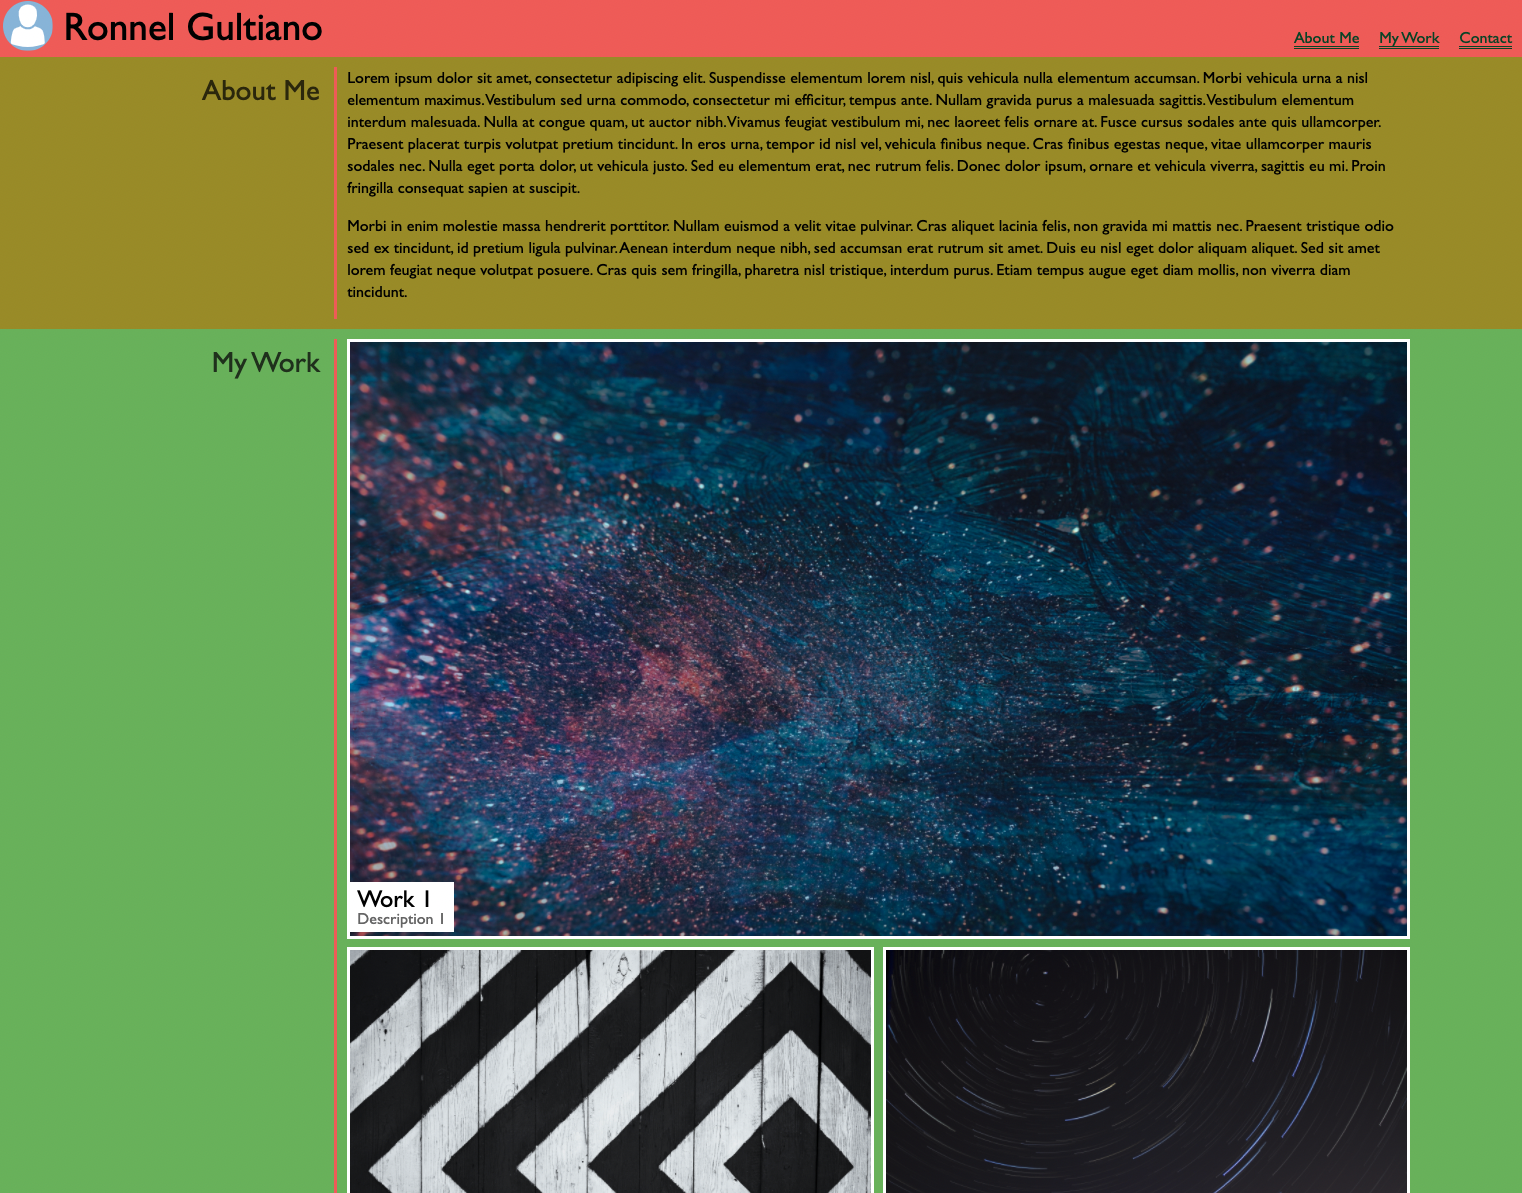 Ronnel Gultiano
About Me
My Work
Contact
About Me
Lorem ipsum dolor sit amet, consectetur adipiscing elit. Suspendisse elementum lorem nisl, quis vehicula nulla elementum accumsan. Morbi vehicula urna a nisl
elementum maximus. Vestibulum sed urna commodo, consectetur mi efficitur, tempus ante. Nullam gravida purus a malesuada sagittis. Vestibulum elementum
interdum malesuada. Nulla at congue quam, ut auctor nibh. Vivamus feugiat vestibulum mi, nec laoreet felis ornare at. Fusce cursus sodales ante quis ullamcorper.
Praesent placerat turpis volutpat pretium tincidunt. In eros urna, tempor id nisl vel, vehicula finibus neque. Cras finibus egestas neque, vitae ullamcorper mauris
sodales nec. Nulla eget porta dolor, ut vehicula justo. Sed eu elementum erat, nec rutrum felis. Donec dolor ipsum, ornare et vehicula viverra, sagittis eu mi. Proin
fringilla consequat sapien at suscipit.
Morbi in enim molestie massa hendrerit porttitor. Nullam euismod a velit vitae pulvinar. Cras aliquet lacinia felis, non gravida mi mattis nec. Praesent tristique odio
sed ex tincidunt, id pretium ligula pulvinar. Aenean interdum neque nibh, sed accumsan erat rutrum sit amet. Duis eu nisl eget dolor aliquam aliquet. Sed sit amet
lorem feugiat neque volutpat posuere. Cras quis sem fringilla, pharetra nisl tristique, interdum purus. Etiam tempus augue eget diam mollis, non viverra diam
tincidunt.
My Work
Work 1
Description 1